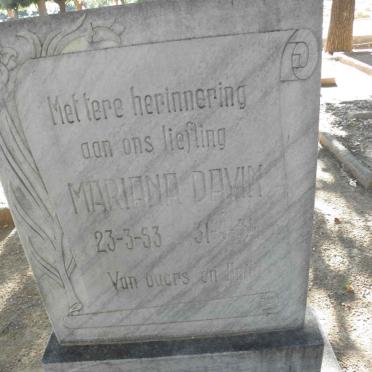 Met tere herinnering
aan ons liefling
MARIANA DAVIN
23-3-53
Van ouers en